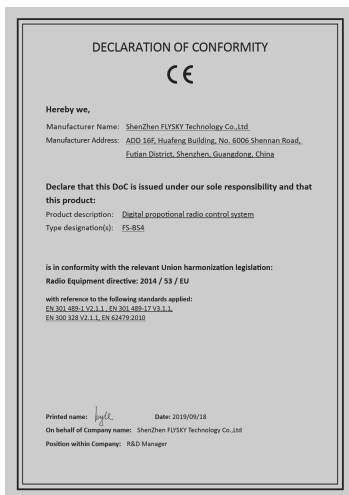 DECLARATION OF CONFORMITY
CE
Hereby we,
Manufacturer Name: ShenZhen FLYSKY Technology Co.,Ltd
Manufacturer Address: ADD 16F, Huafeng Building, No. 6006 Shennan Road,
Futian District, Shenzhen, Guangdong, China
Declare that this DoC is issued under our sole responsibility and that
this product:
Product description: Digital propotional radio control system
Type designation(s): FS-BS4
is in conformity with the relevant Union harmonization legislation:
Radio Equipment directive: 2014 / 53 / EU
with reference to the following standards applied:
EN 301 489-1 V2.1.1 , EN 301 489-17 V3.1.1,
EN 300 328 V2.1.1, EN 62479:2010
Printed name: Date: 2019/09/18
On behalf of Company name: ShenZhen FLYSKY Technology Co.,Ltd
Position within Company: R&D Manager